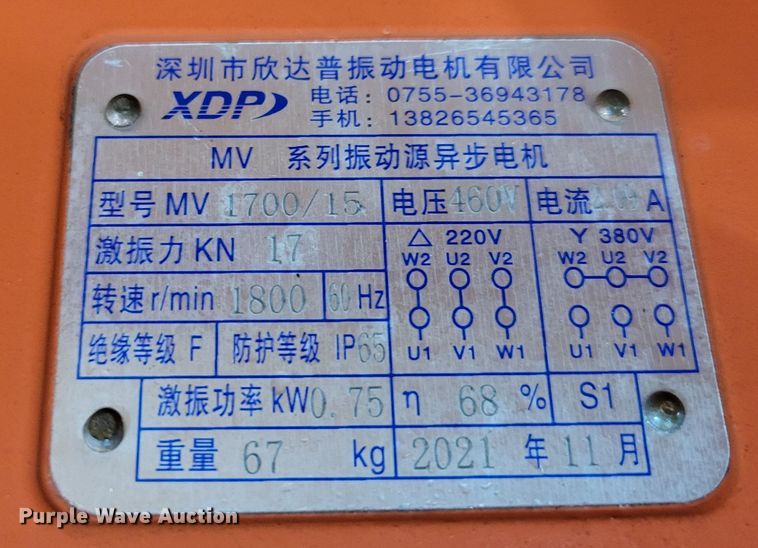 深圳市欣达普振动电机有限公司
XDP 电话: 0755-36943178
手机: 13826545365
MV 系列振动源异步电机
型号 MV 1700/15 电压 460V 电流 A
激振力 KN 17
△ 220V Y 380V
W2 U2 V2 W2 U2 V2
转速 r/min 1800 60 Hz
U1 V1 W1 U1 V1 W1
绝缘等级 F 防护等级 IP65
激振功率 kW 0.75 η 68 % S1
重量 67 kg 2021 年 11 月
Purple Wave Auction